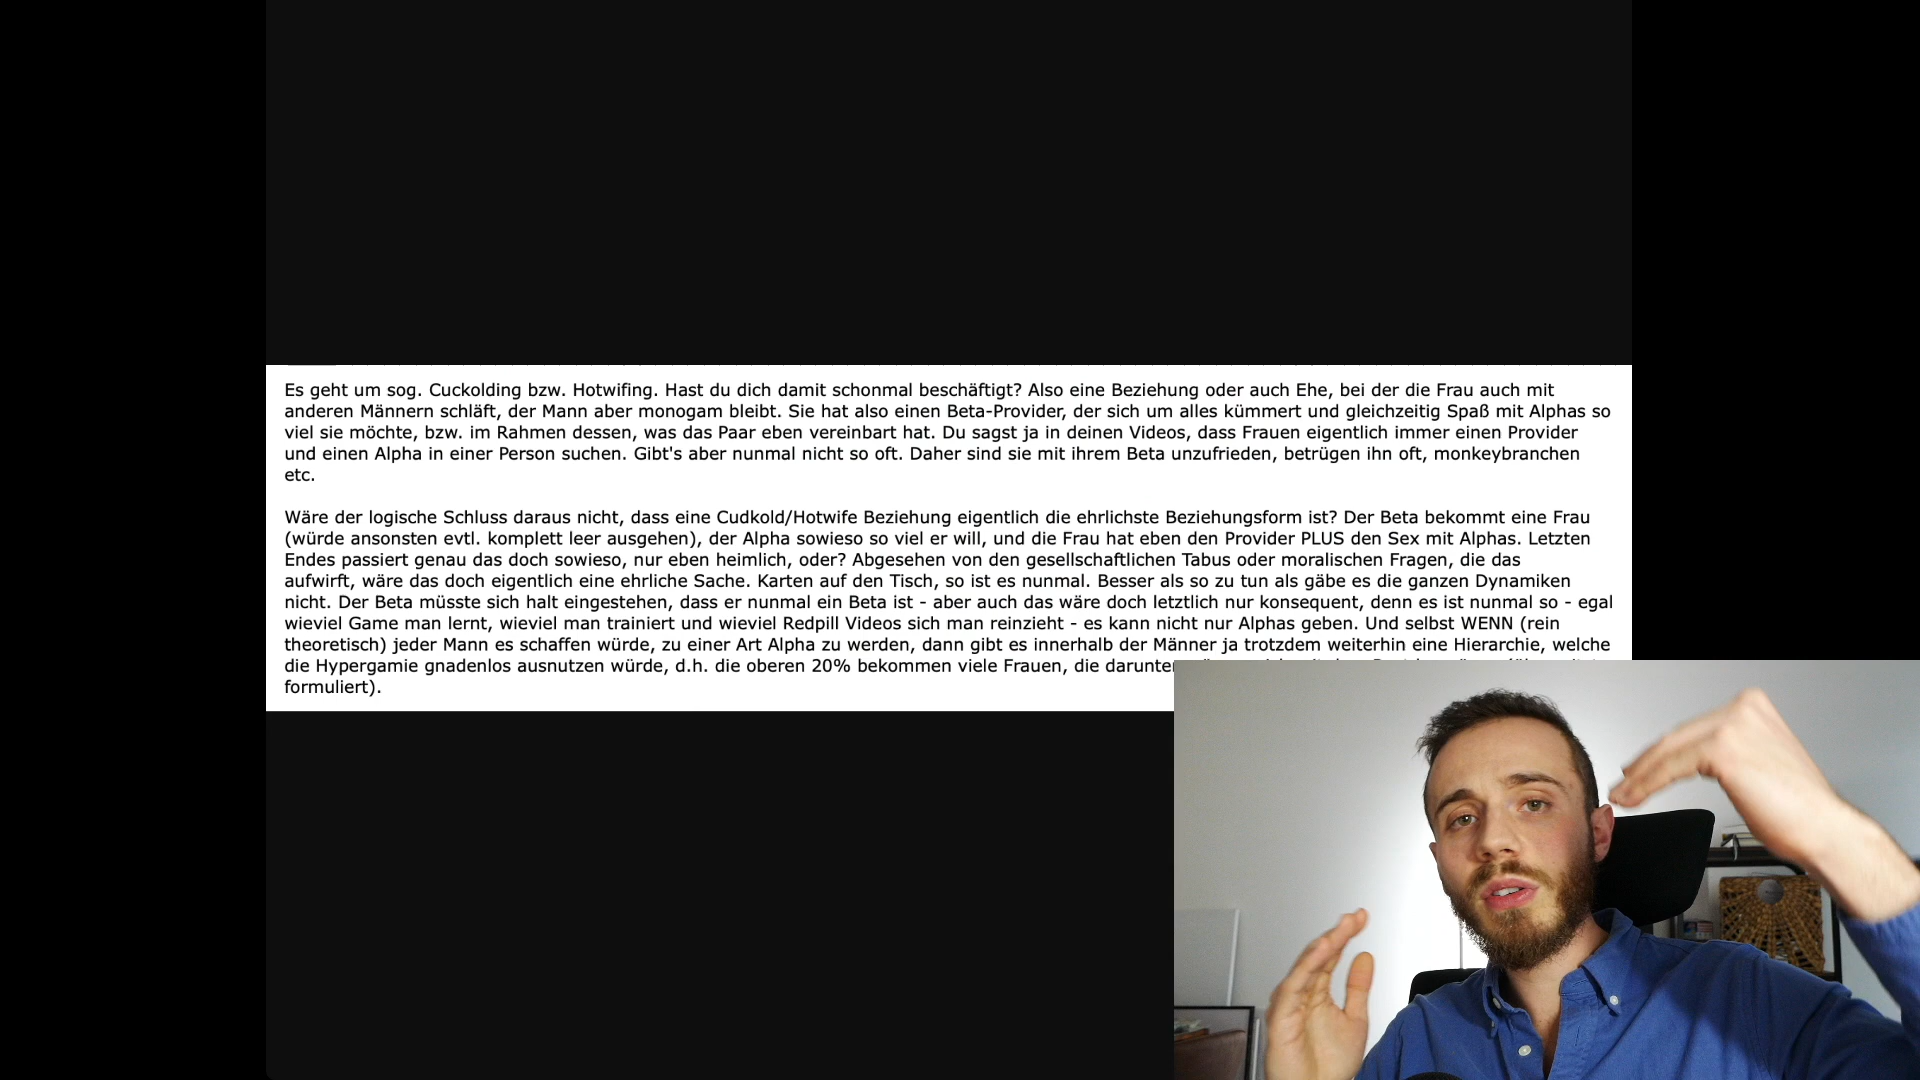 Es geht um sog. Cuckolding bzw. Hotwifing. Hast du dich damit schonmal beschäftigt? Also eine Beziehung oder auch Ehe, bei der die Frau auch mit
anderen Männern schläft, der Mann aber monogam bleibt. Sie hat also einen Beta-Provider, der sich um alles kümmert und gleichzeitig Spaß mit Alphas so
viel sie möchte, bzw. im Rahmen dessen, was das Paar eben vereinbart hat. Du sagst ja in deinen Videos, dass Frauen eigentlich immer einen Provider
und einen Alpha in einer Person suchen. Gibt's aber nunmal nicht so oft. Daher sind sie mit ihrem Beta unzufrieden, betrügen ihn oft, monkeybranchen
etc.
Wäre der logische Schluss daraus nicht, dass eine Cudkold/Hotwife Beziehung eigentlich die ehrlichste Beziehungsform ist? Der Beta bekommt eine Frau
(würde ansonsten evtl. komplett leer ausgehen), der Alpha sowieso so viel er will, und die Frau hat eben den Provider PLUS den Sex mit Alphas. Letzten
Endes passiert genau das doch sowieso, nur eben heimlich, oder? Abgesehen von den gesellschaftlichen Tabus oder moralischen Fragen, die das
aufwirft, wäre das doch eigentlich eine ehrliche Sache. Karten auf den Tisch, so ist es nunmal. Besser als so zu tun als gäbe es die ganzen Dynamiken
nicht. Der Beta müsste sich halt eingestehen, dass er nunmal ein Beta ist - aber auch das wäre doch letztlich nur konsequent, denn es ist nunmal so - egal
wieviel Game man lernt, wieviel man trainiert und wieviel Redpill Videos sich man reinzieht - es kann nicht nur Alphas geben. Und selbst WENN (rein
theoretisch) jeder Mann es schaffen würde, zu einer Art Alpha zu werden, dann gibt es innerhalb der Männer ja trotzdem weiterhin eine Hierarchie, welche
die Hypergamie gnadenlos ausnutzen würde, d.h. die oberen 20% bekommen viele Frauen, die darunter
formuliert).